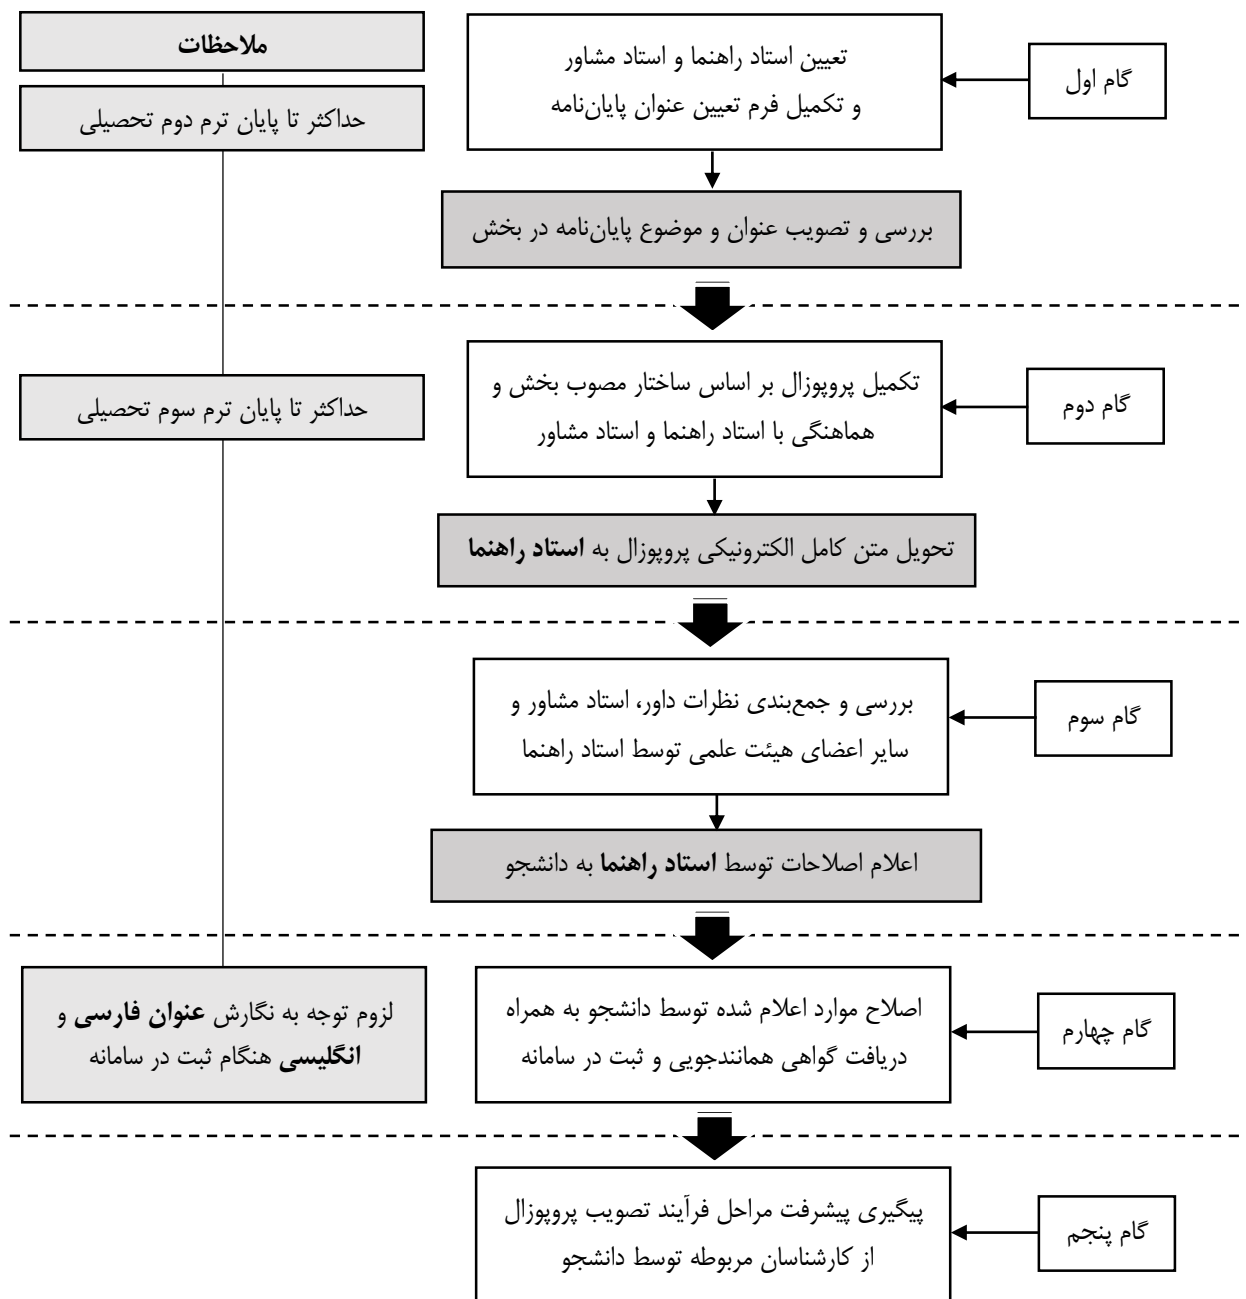 گام اول
تعیین استاد راهنما و استاد مشاور
و تکمیل فرم تعیین عنوان پایان‌نامه
ملاحظات
حداکثر تا پایان ترم دوم تحصیلی
بررسی و تصویب عنوان و موضوع پایان‌نامه در بخش
گام دوم
تکمیل پروپوزال بر اساس ساختار مصوب بخش و
هماهنگی با استاد راهنما و استاد مشاور
حداکثر تا پایان ترم سوم تحصیلی
تحویل متن کامل الکترونیکی پروپوزال به استاد راهنما
گام سوم
بررسی و جمع‌بندی نظرات داور، استاد مشاور و
سایر اعضای هیئت علمی توسط استاد راهنما
اعلام اصلاحات توسط استاد راهنما به دانشجو
گام چهارم
اصلاح موارد اعلام شده توسط دانشجو به همراه
دریافت گواهی همانندجویی و ثبت در سامانه
لزوم توجه به نگارش عنوان فارسی و
انگلیسی هنگام ثبت در سامانه
گام پنجم
پیگیری پیشرفت مراحل فرآیند تصویب پروپوزال
از کارشناسان مربوطه توسط دانشجو